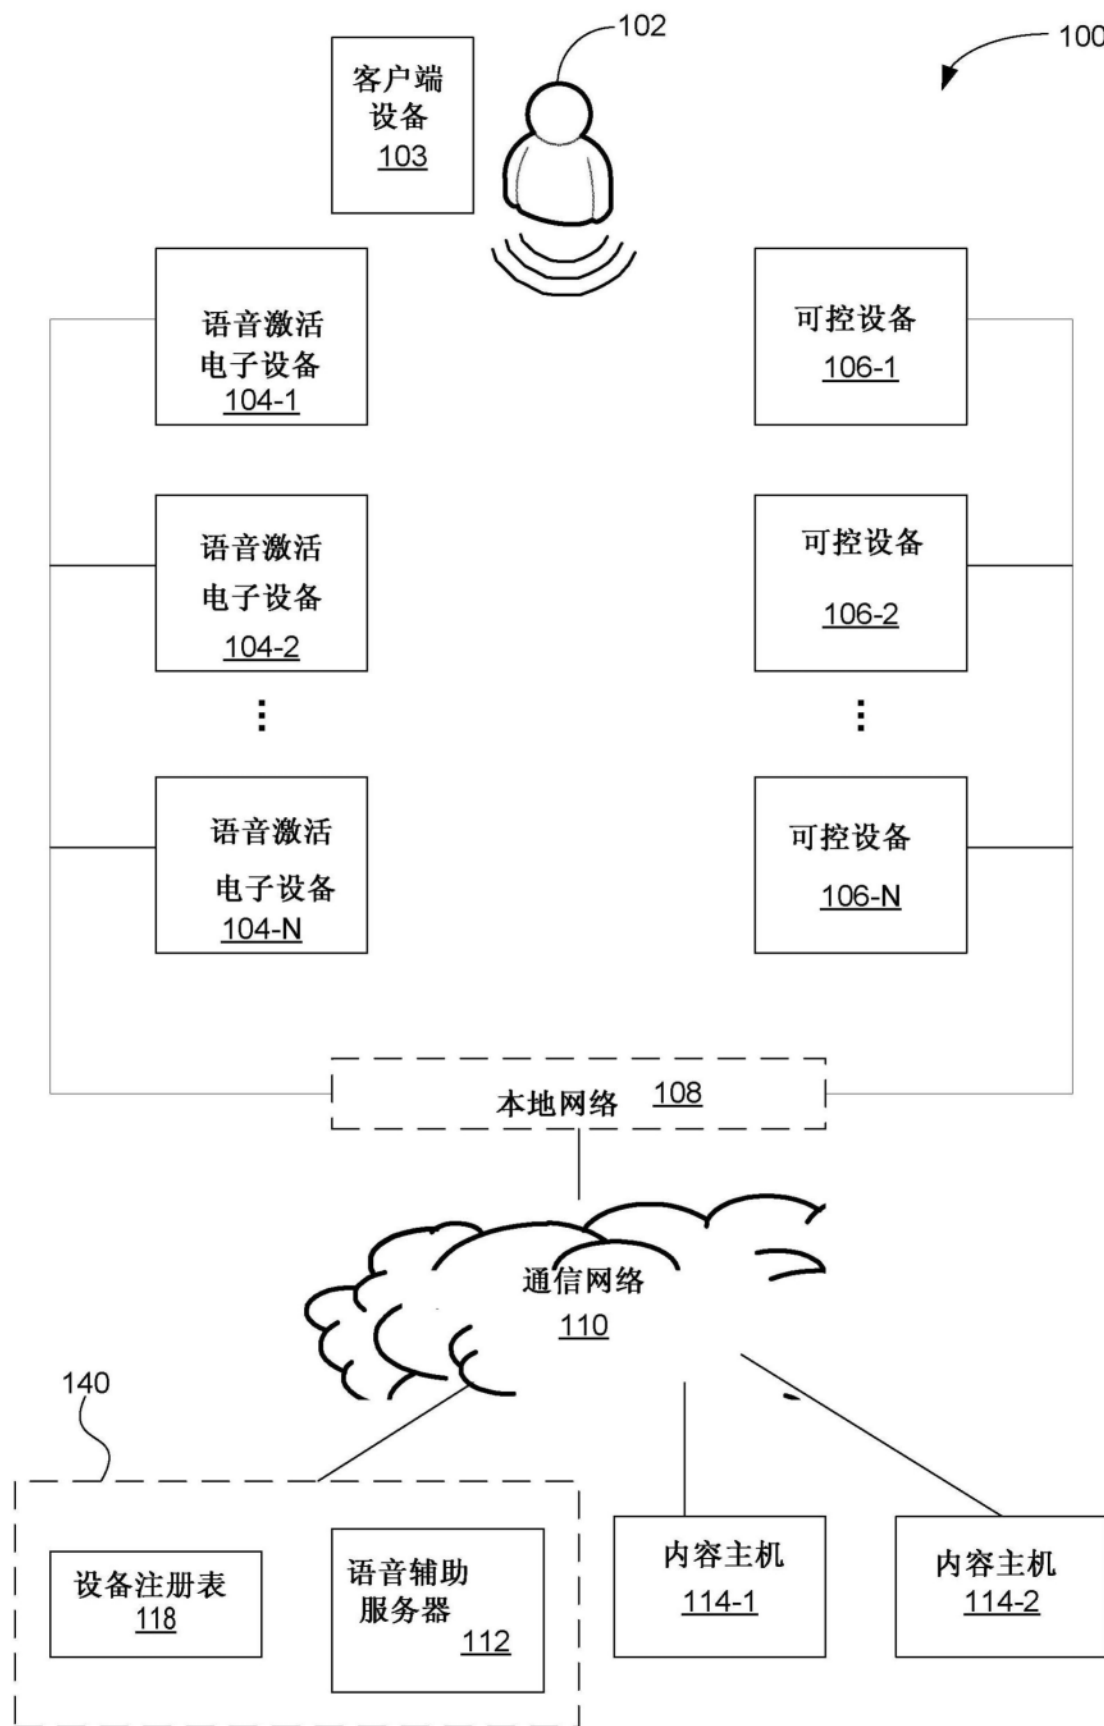 102
100
客户端
设备
103
语音激活
电子设备
104-1
可控设备
106-1
语音激活
电子设备
104-2
可控设备
106-2
语音激活
电子设备
104-N
可控设备
106-N
本地网络 108
通信网络
110
140
设备注册表
118
语音辅助
服务器
112
内容主机
114-1
内容主机
114-2